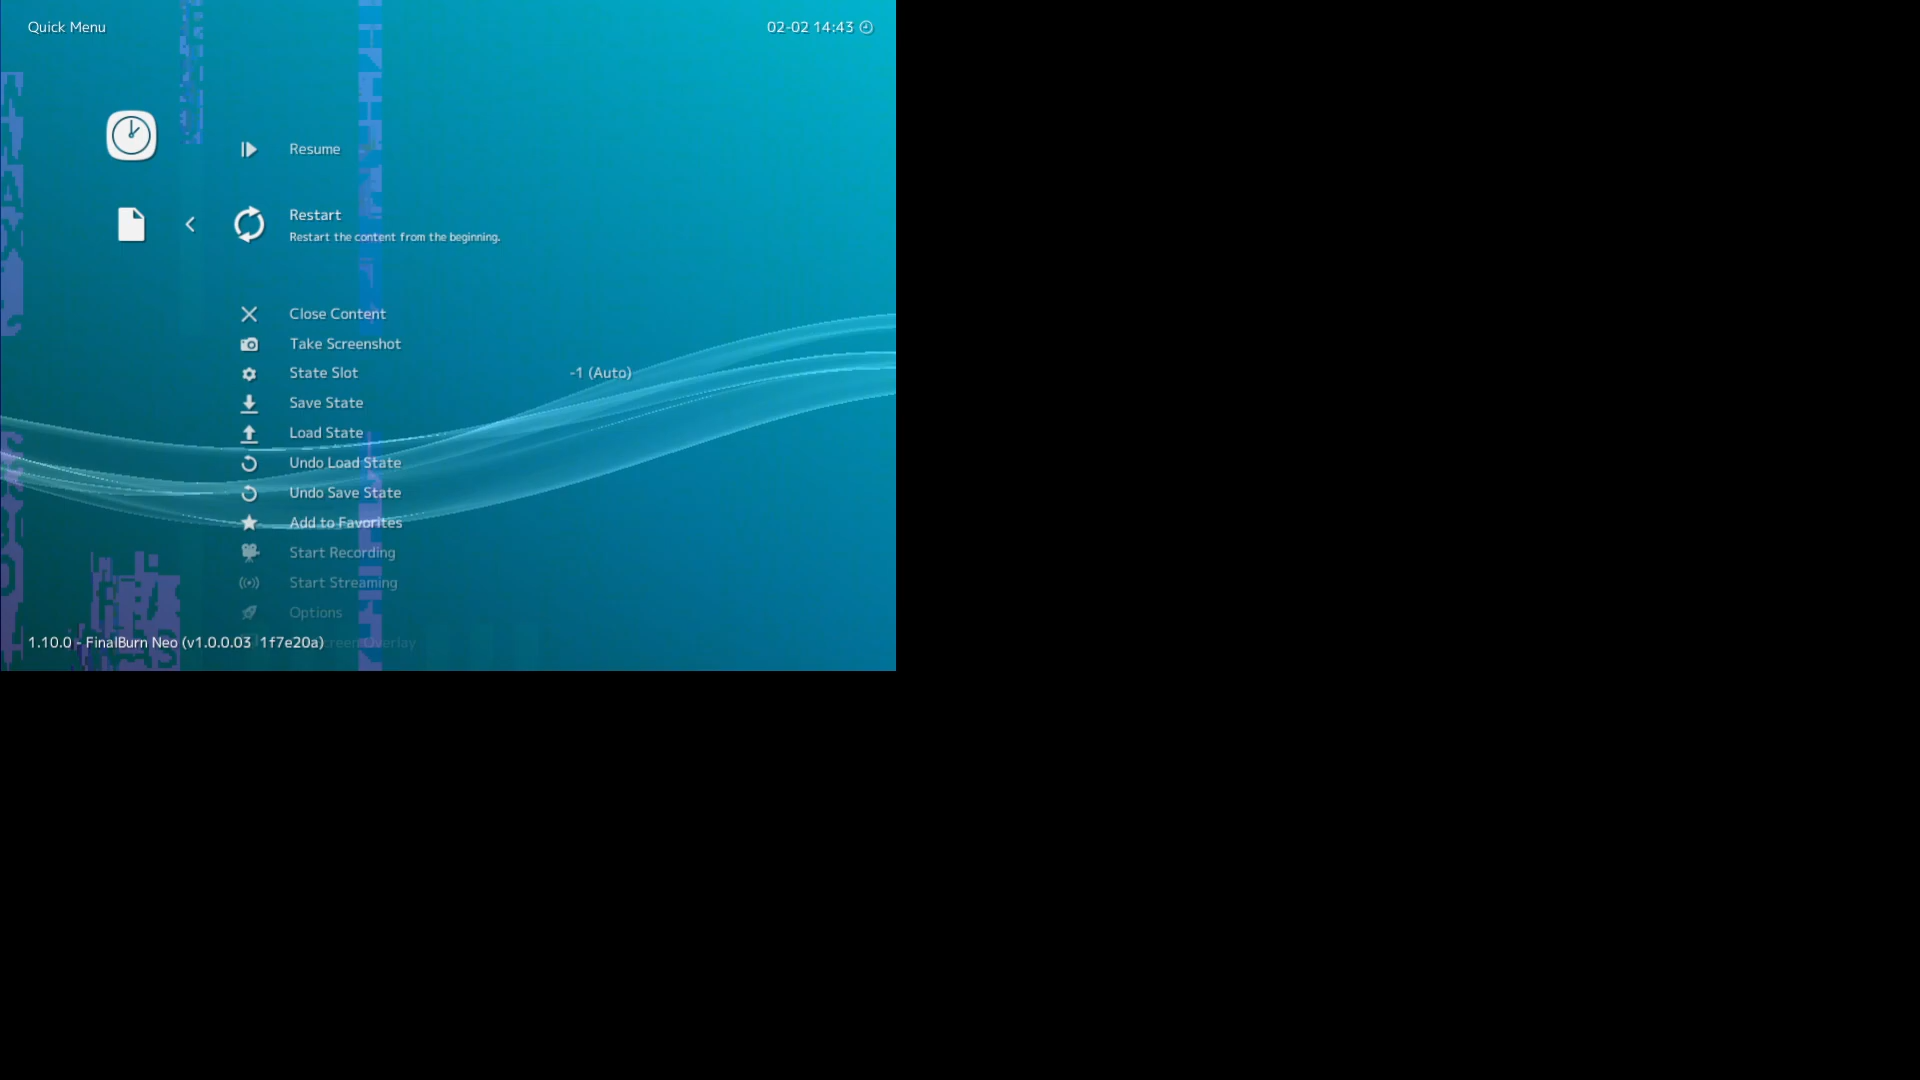 Quick Menu
02-02 14:43
Resume
Restart
Restart the content from the beginning.
Close Content
Take Screenshot
State Slot -1 (Auto)
Save State
Load State
Undo Load State
Undo Save State
Add to Favorites
Start Recording
Start Streaming
Options
Overlay
1.10.0 - FinalBurn Neo (v1.0.0.03 1f7e20a)